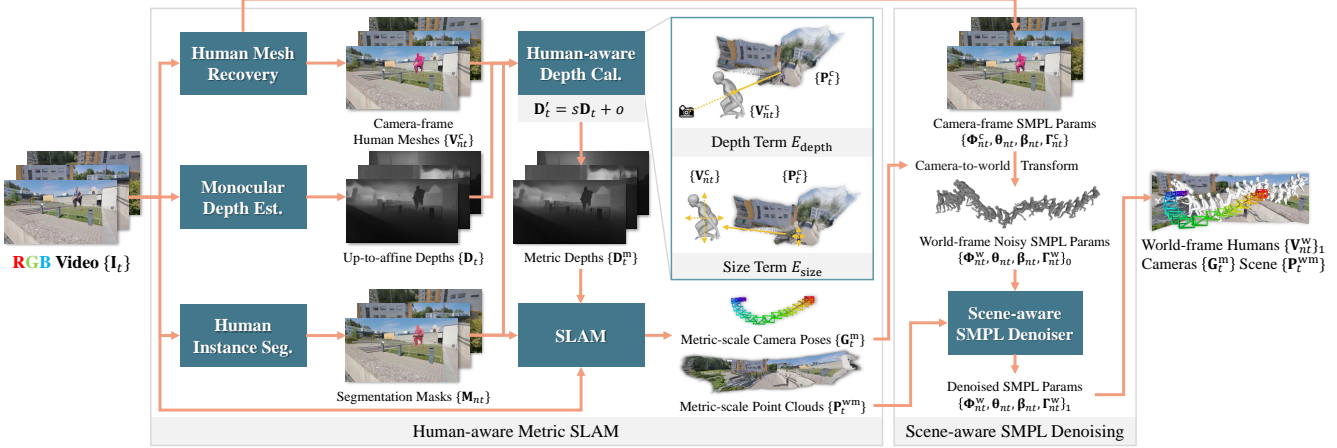 RGB Video {I_t}
Human Mesh
Recovery
Monocular
Depth Est.
Human
Instance Seg.
Camera-frame
Human Meshes {V^c_nt}
Up-to-affine Depths {D_t}
Segmentation Masks {M_nt}
Human-aware
Depth Cal.
D′_t = sD_t + o
Metric Depths {D^m_t}
SLAM
{P^c_t}
{V^c_nt}
Depth Term E_depth
{V^c_nt}
{P^c_t}
Size Term E_size
Metric-scale Camera Poses {G^m_t}
Metric-scale Point Clouds {P^wm_t}
Human-aware Metric SLAM
Camera-frame SMPL Params
{Φ^c_nt, θ_nt, β_nt, Γ^c_nt}
Camera-to-world Transform
World-frame Noisy SMPL Params
{Φ^w_nt, θ_nt, β_nt, Γ^w_nt}_0
Scene-aware
SMPL Denoiser
Denoised SMPL Params
{Φ^w_nt, θ_nt, β_nt, Γ^w_nt}_1
Scene-aware SMPL Denoising
World-frame Humans {V^w_nt}_1
Cameras {G^m_t} Scene {P^wm_t}